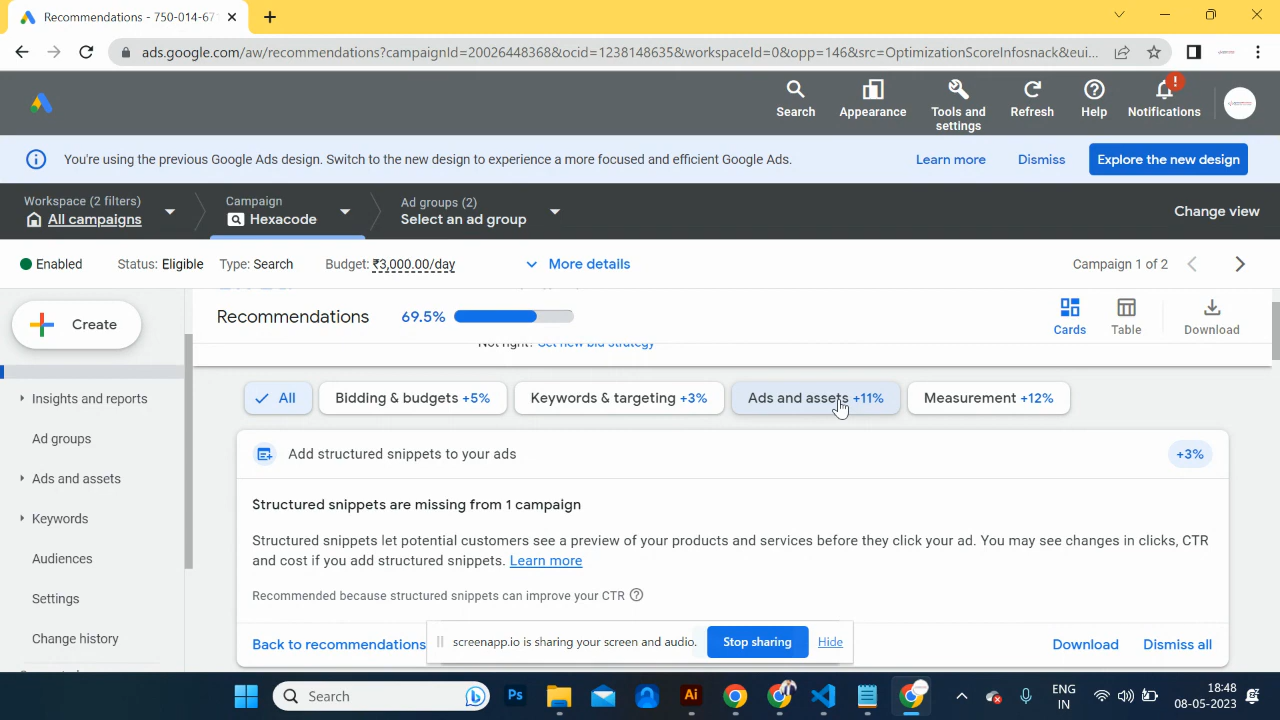 Recommendations - 750-014-671
ads.google.com/aw/recommendations?campaignId=20026448368&ocid=12381486356&workspaceId=0&opp=146&src=OptimizationScoreInfosnack&eui...
Search
Appearance
Tools and
settings
Refresh
Help
Notifications
!
You're using the previous Google Ads design. Switch to the new design to experience a more focused and efficient Google Ads.
Learn more
Dismiss
Explore the new design
Workspace (2 filters)
All campaigns
Campaign
Hexacode
Ad groups (2)
Select an ad group
Change view
Enabled
Status: Eligible
Type: Search
Budget: ₹3,000.00/day
More details
Campaign 1 of 2
Create
Recommendations
69.5%
Cards
Table
Download
Not right? Set new bid strategy
Insights and reports
Ad groups
Ads and assets
Keywords
Audiences
Settings
Change history
All
Bidding & budgets +5%
Keywords & targeting +3%
Ads and assets +11%
Measurement +12%
Add structured snippets to your ads
+3%
Structured snippets are missing from 1 campaign
Structured snippets let potential customers see a preview of your products and services before they click your ad. You may see changes in clicks, CTR
and cost if you add structured snippets. Learn more
Recommended because structured snippets can improve your CTR
Back to recommendations
Download
Dismiss all
screenapp.io is sharing your screen and audio.
Stop sharing
Hide
Search
Ps
Ai
ENG
IN
18:48
08-05-2023